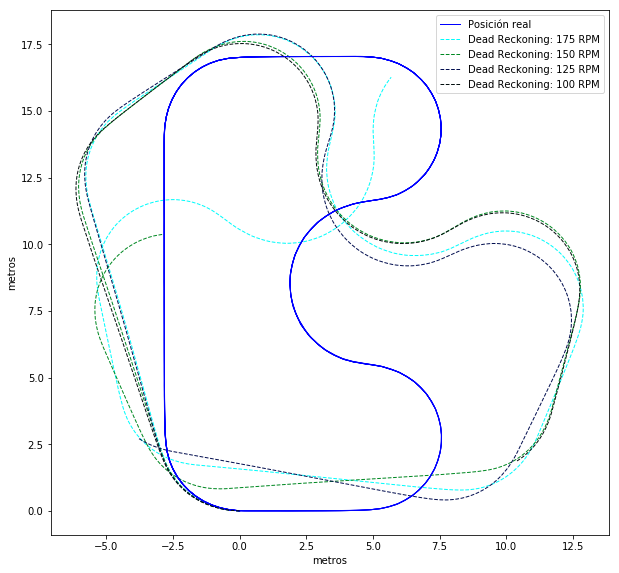 Posición real
Dead Reckoning: 175 RPM
Dead Reckoning: 150 RPM
Dead Reckoning: 125 RPM
Dead Reckoning: 100 RPM
17.5
15.0
12.5
10.0
7.5
5.0
2.5
0.0
metros
−5.0
−2.5
0.0
2.5
5.0
7.5
10.0
12.5
metros